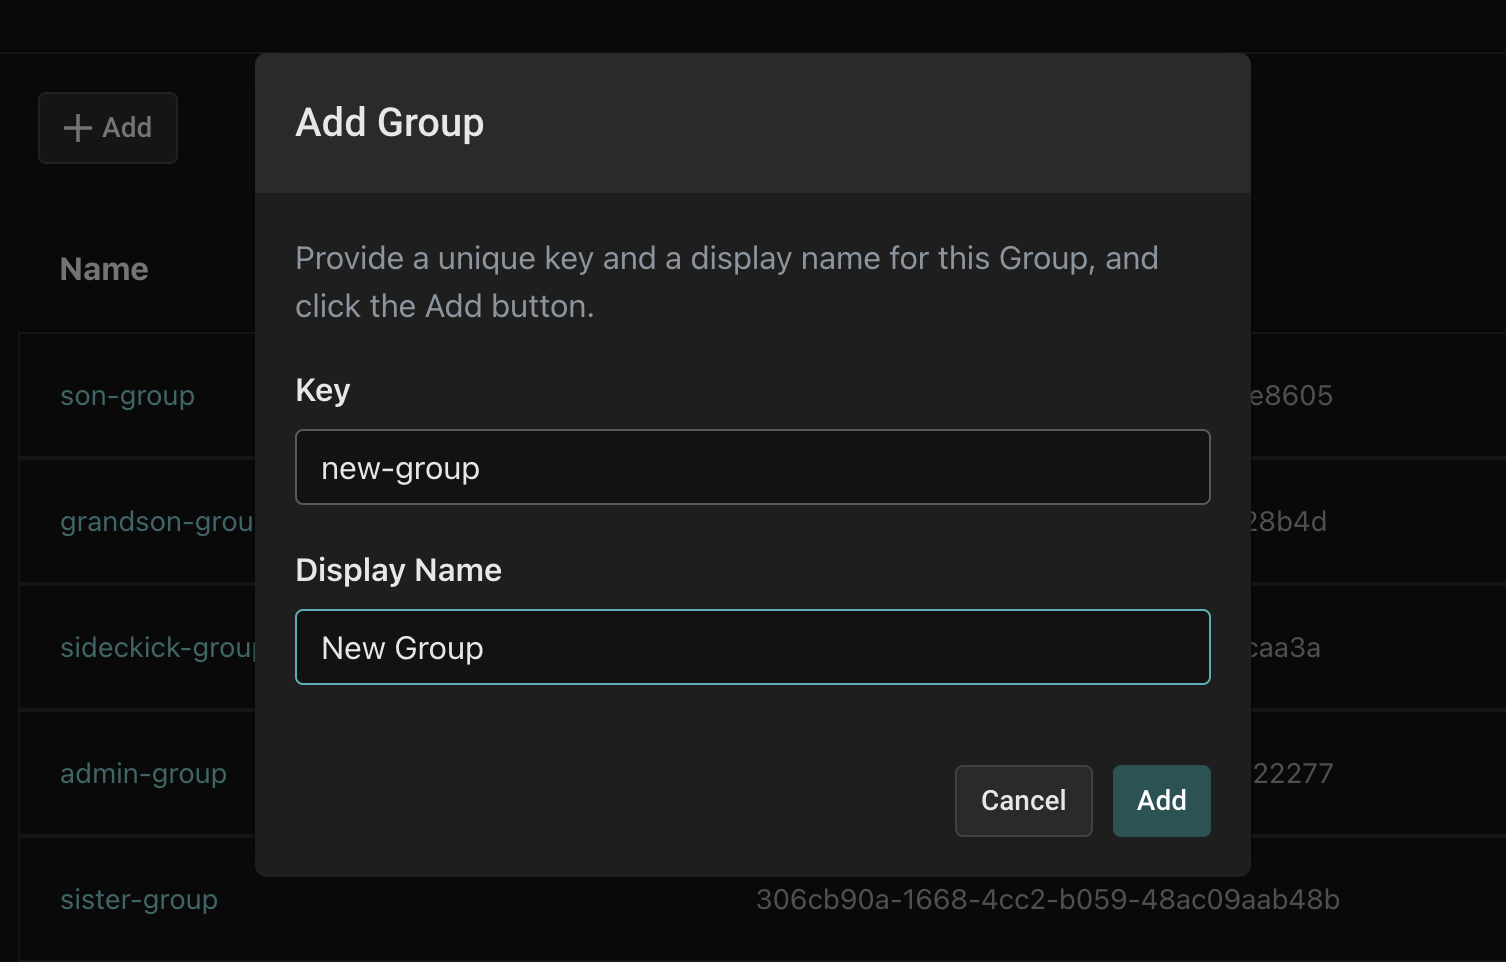 Add
Add Group
Name
Provide a unique key and a display name for this Group, and
click the Add button.
Key
new-group
Display Name
New Group
Cancel
Add
son-group
e8605
grandson-grou
28b4d
sideckick-group
caa3a
admin-group
22277
sister-group
306cb90a-1668-4cc2-b059-48ac09aab48b